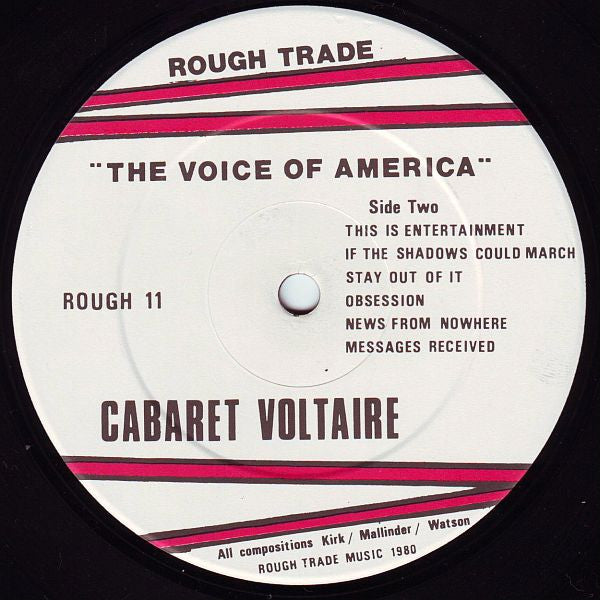 ROUGH TRADE
"THE VOICE OF AMERICA"
Side Two
THIS IS ENTERTAINMENT
IF THE SHADOWS COULD MARCH
STAY OUT OF IT
OBSESSION
NEWS FROM NOWHERE
MESSAGES RECEIVED
ROUGH 11
CABARET VOLTAIRE
All compositions Kirk / Mallinder / Watson
ROUGH TRADE MUSIC 1980